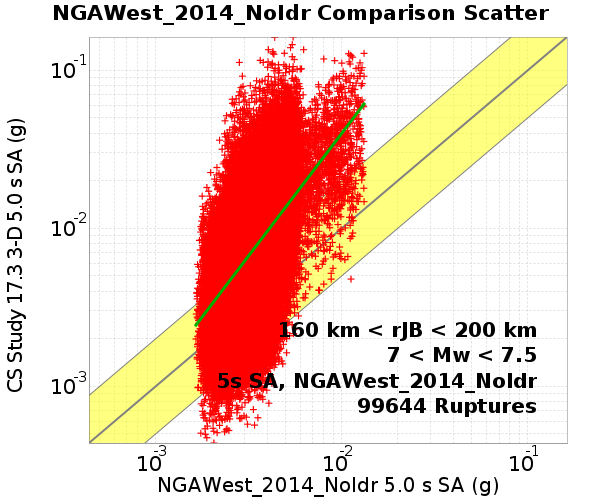 NGAWest_2014_NoIdr Comparison Scatter
CS Study 17.3 3-D 5.0 s SA (g)
10-1
10-2
10-3
160 km < rJB < 200 km
7 < Mw < 7.5
5s SA, NGAWest_2014_NoIdr
99644 Ruptures
10-3 10-2 10-1
NGAWest_2014_NoIdr 5.0 s SA (g)